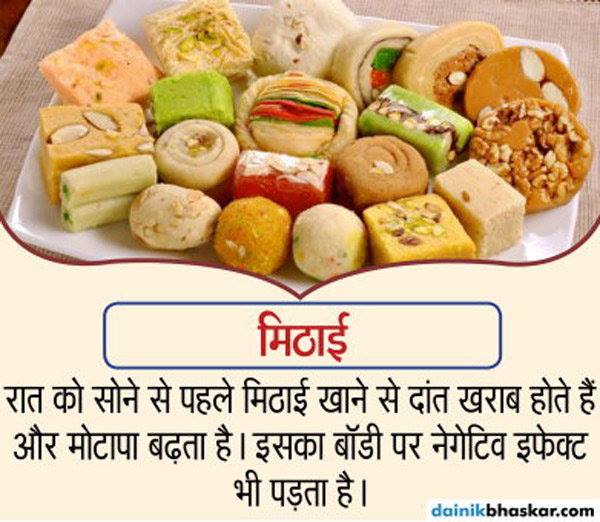 मिठाई
रात को सोने से पहले मिठाई खाने से दांत खराब होते हैं
और मोटापा बढ़ता है। इसका बॉडी पर नेगेटिव इफेक्ट
भी पड़ता है।
dainikbhaskar.com